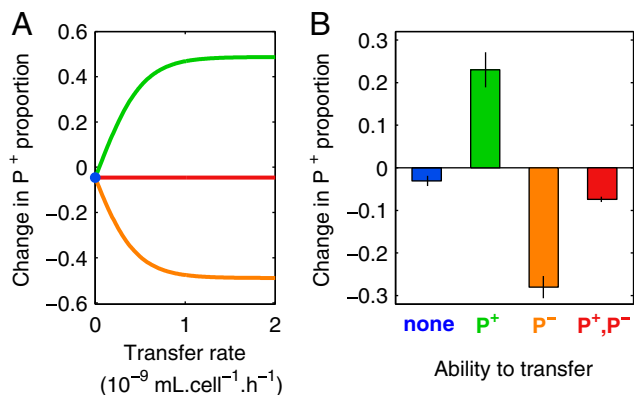 A
Change in P⁺ proportion
0.6
0.4
0.2
0
−0.2
−0.4
−0.6
0 1 2
Transfer rate
(10⁻⁹ mL.cell⁻¹.h⁻¹)
B
Change in P⁺ proportion
0.3
0.2
0.1
0
−0.1
−0.2
−0.3
none P⁺ P⁻ P⁺,P⁻
Ability to transfer